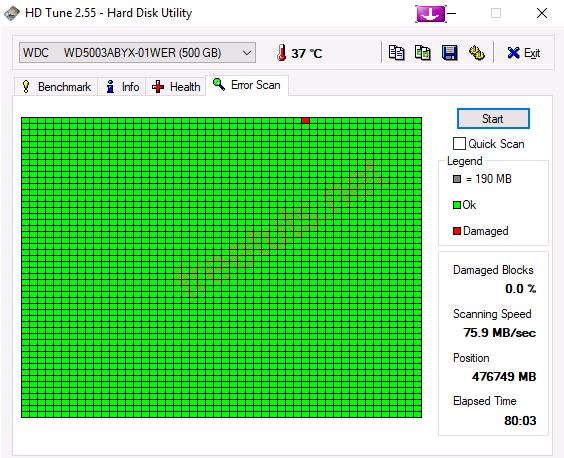 HD Tune 2.55 - Hard Disk Utility
WDC WD5003ABYX-01WER (500 GB)
37 °C
Exit
Benchmark
Info
Health
Error Scan
Start
Quick Scan
Legend
= 190 MB
Ok
Damaged
Damaged Blocks
0.0 %
Scanning Speed
75.9 MB/sec
Position
476749 MB
Elapsed Time
80:03
freetuts.net